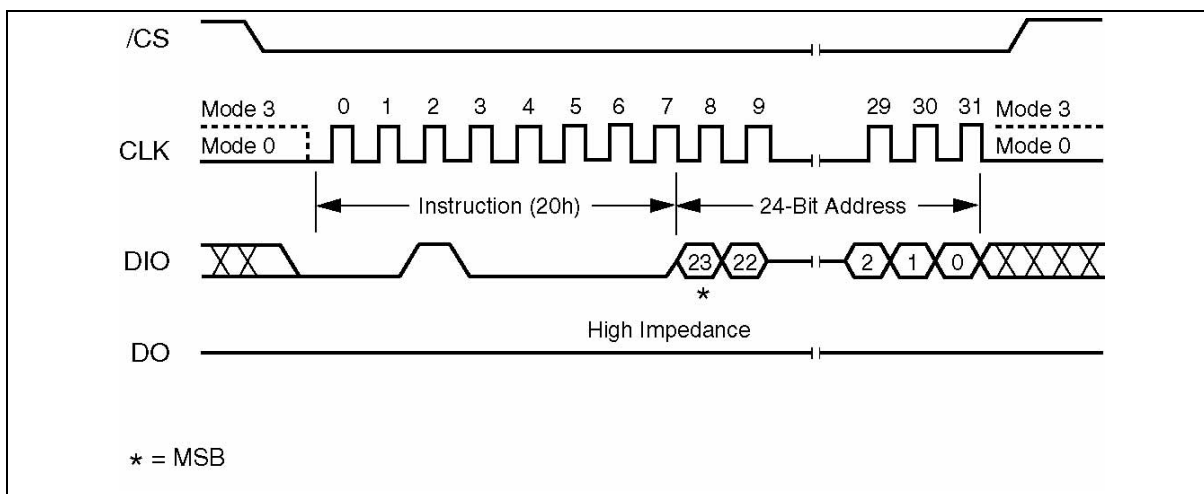 /CS
Mode 3 0 1 2 3 4 5 6 7 8 9 29 30 31 Mode 3
CLK Mode 0 Mode 0
Instruction (20h) 24-Bit Address
DIO 23 22 2 1 0
*
High Impedance
DO
* = MSB